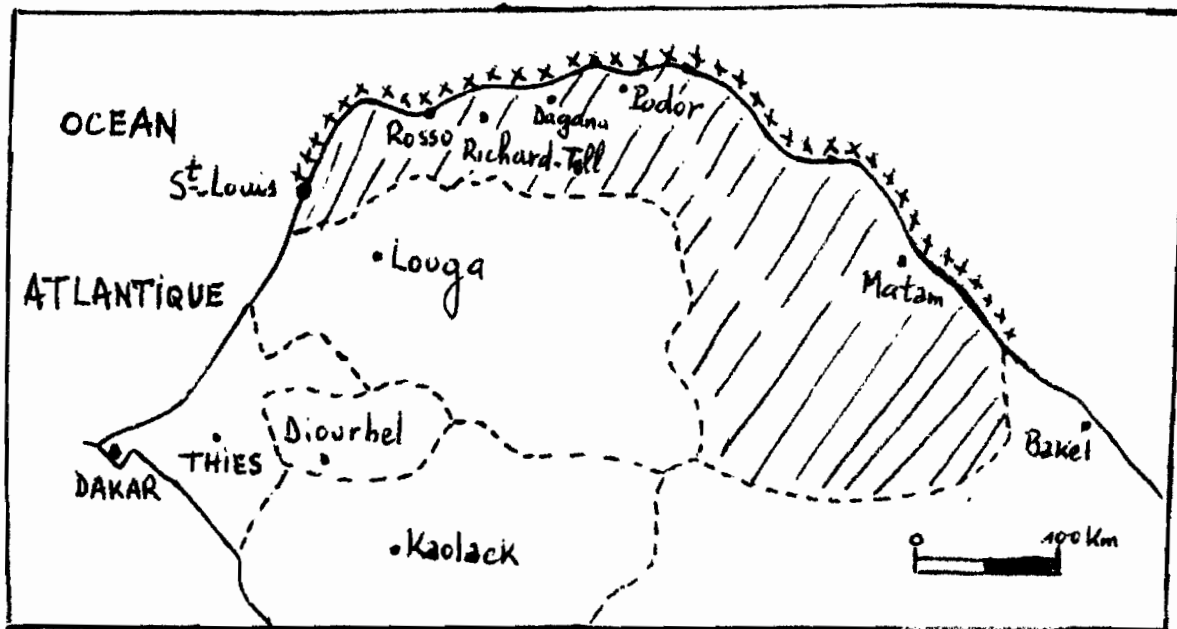 OCEAN
St-Louis
Rosso
Richard-Toll
Dagana
Podor
Louga
ATLANTIQUE
Matam
Diourbel
THIES
DAKAR
Bakel
Kaolack
0 100 Km